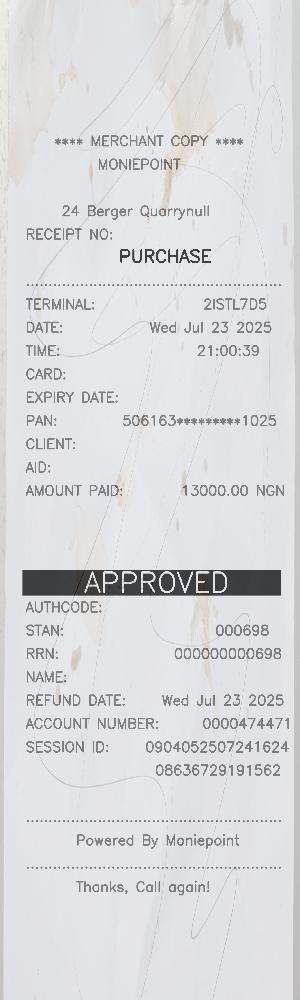 **** MERCHANT COPY ****
MONIEPOINT
24 Berger Quarrynull
RECEIPT NO:
PURCHASE
TERMINAL: 2ISTL7D5
DATE: Wed Jul 23 2025
TIME: 21:00:39
CARD:
EXPIRY DATE:
PAN: 506163*********1025
CLIENT:
AID:
AMOUNT PAID: 13000.00 NGN
APPROVED
AUTHCODE:
STAN: 000698
RRN: 000000000698
NAME:
REFUND DATE: Wed Jul 23 2025
ACCOUNT NUMBER: 0000474471
SESSION ID: 0904052507241624
08636729191562
Powered By Moniepoint
Thanks, Call again!